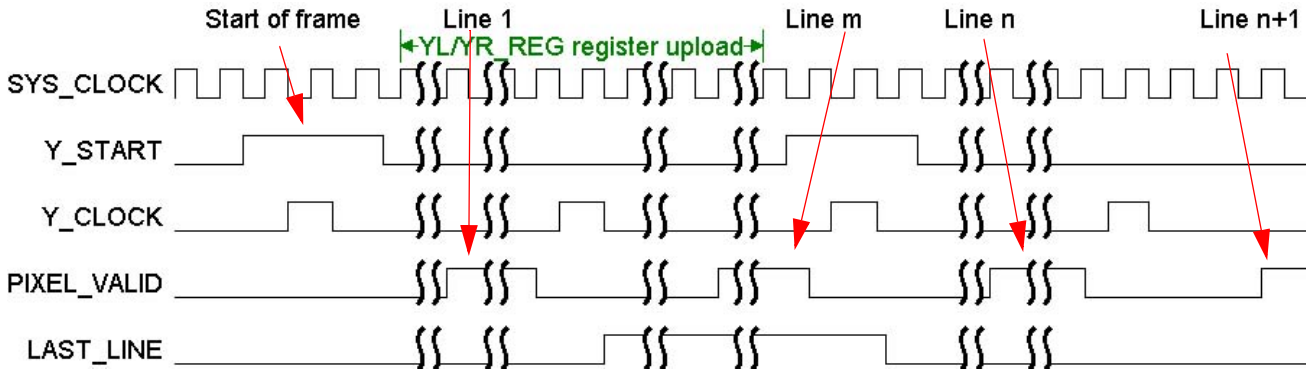 Start of frame
Line 1
Line m
Line n
Line n+1
YL/YR_REG register upload
SYS_CLOCK
Y_START
Y_CLOCK
PIXEL_VALID
LAST_LINE